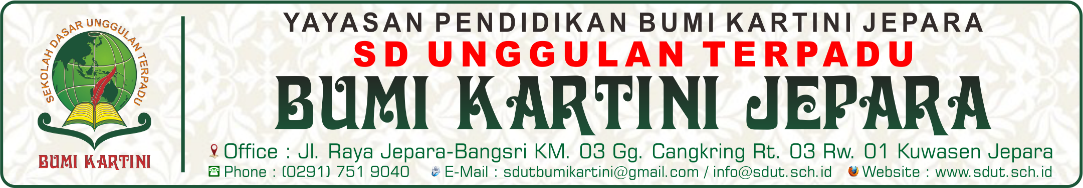 SEKOLAH DASAR UNGGULAN TERPADU
BUMI KARTINI
YAYASAN PENDIDIKAN BUMI KARTINI JEPARA
SD UNGGULAN TERPADU
BUMI KARTINI JEPARA
Office : Jl. Raya Jepara-Bangsri KM. 03 Gg. Cangkring Rt. 03 Rw. 01 Kuwasen Jepara
Phone : (0291) 751 9040 E-Mail : sdutbumikartini@gmail.com / info@sdut.sch.id Website : www.sdut.sch.id